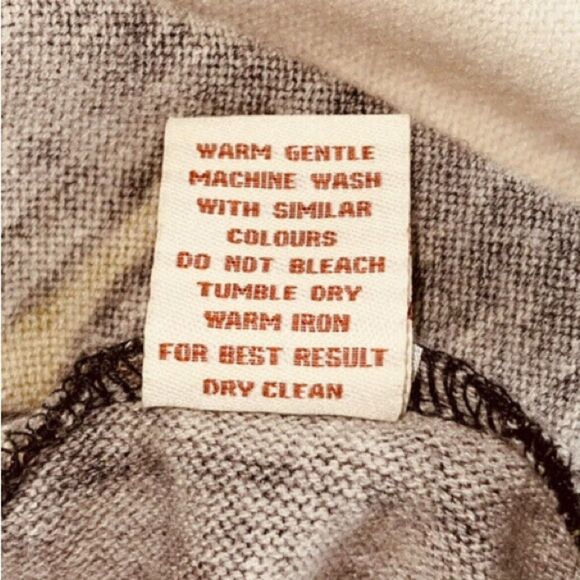 WARM GENTLE
MACHINE WASH
WITH SIMILAR
COLOURS
DO NOT BLEACH
TUMBLE DRY
WARM IRON
FOR BEST RESULT
DRY CLEAN